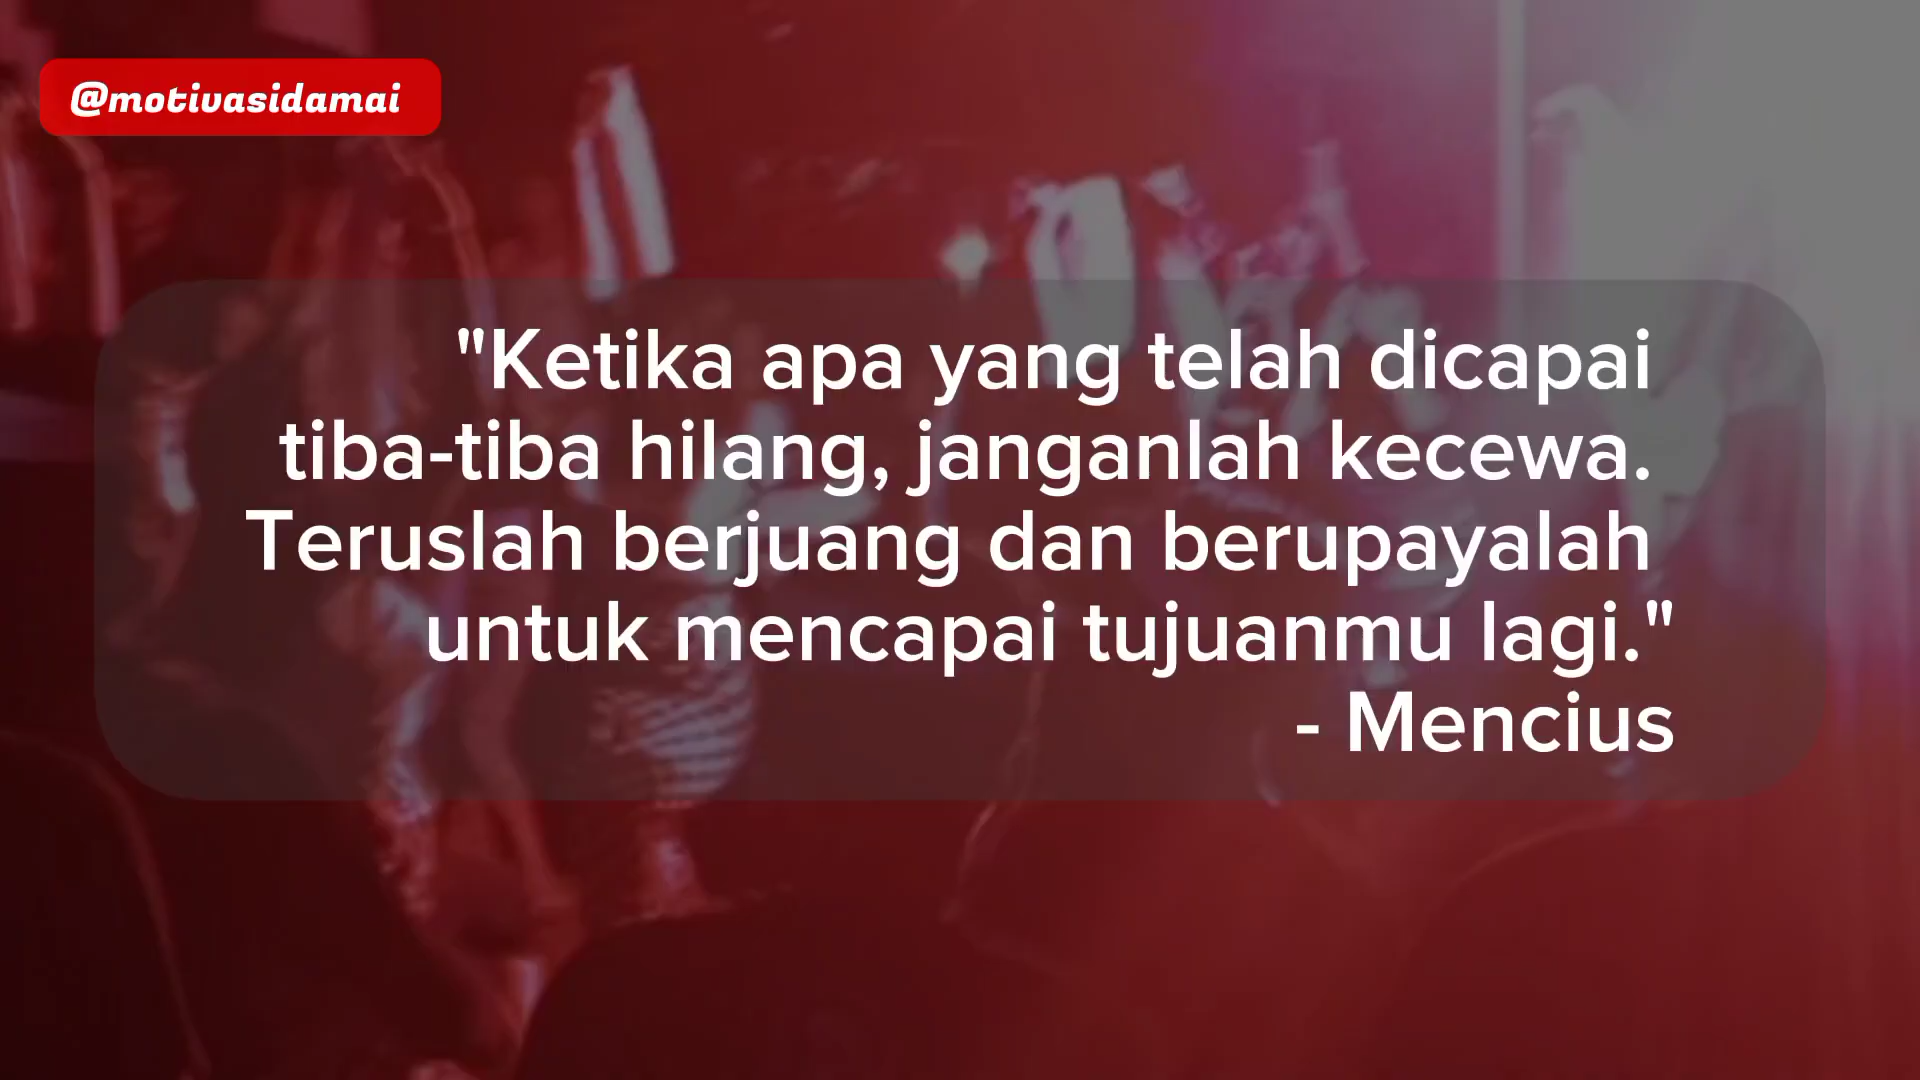 @motivasidamai
"Ketika apa yang telah dicapai
tiba-tiba hilang, janganlah kecewa.
Teruslah berjuang dan berupayalah
untuk mencapai tujuanmu lagi."
- Mencius